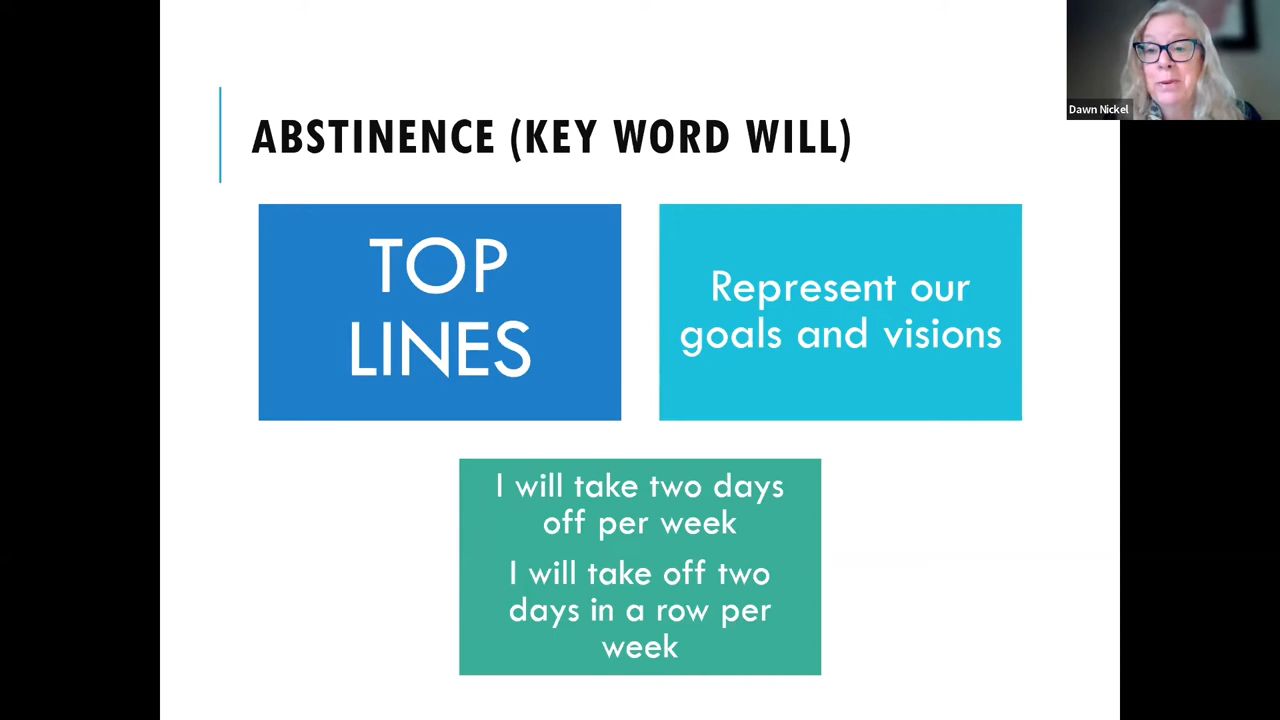 Dawn Nickel
ABSTINENCE (KEY WORD WILL)
TOP
LINES
Represent our
goals and visions
I will take two days
off per week
I will take off two
days in a row per
week